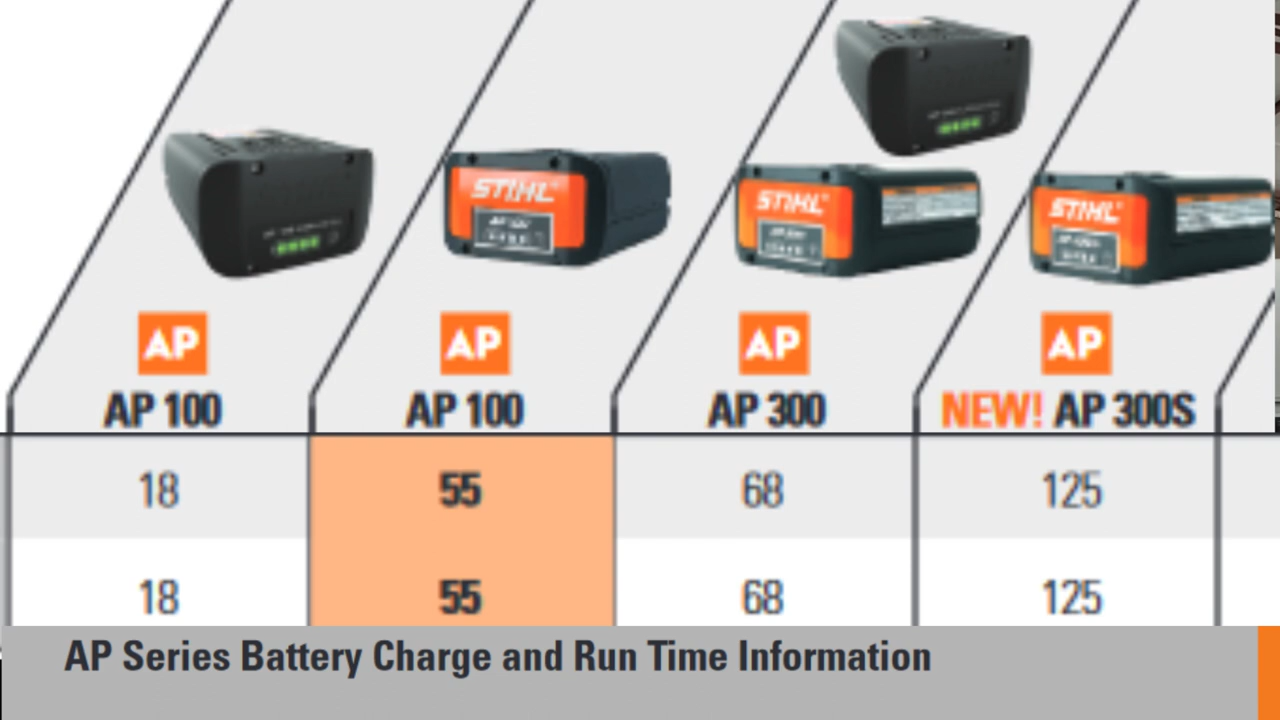 STIHL
STIHL
STIHL
AP AP AP AP
AP 100 AP 100 AP 300 NEW! AP 300S
18 55 68 125
18 55 68 125
AP Series Battery Charge and Run Time Information